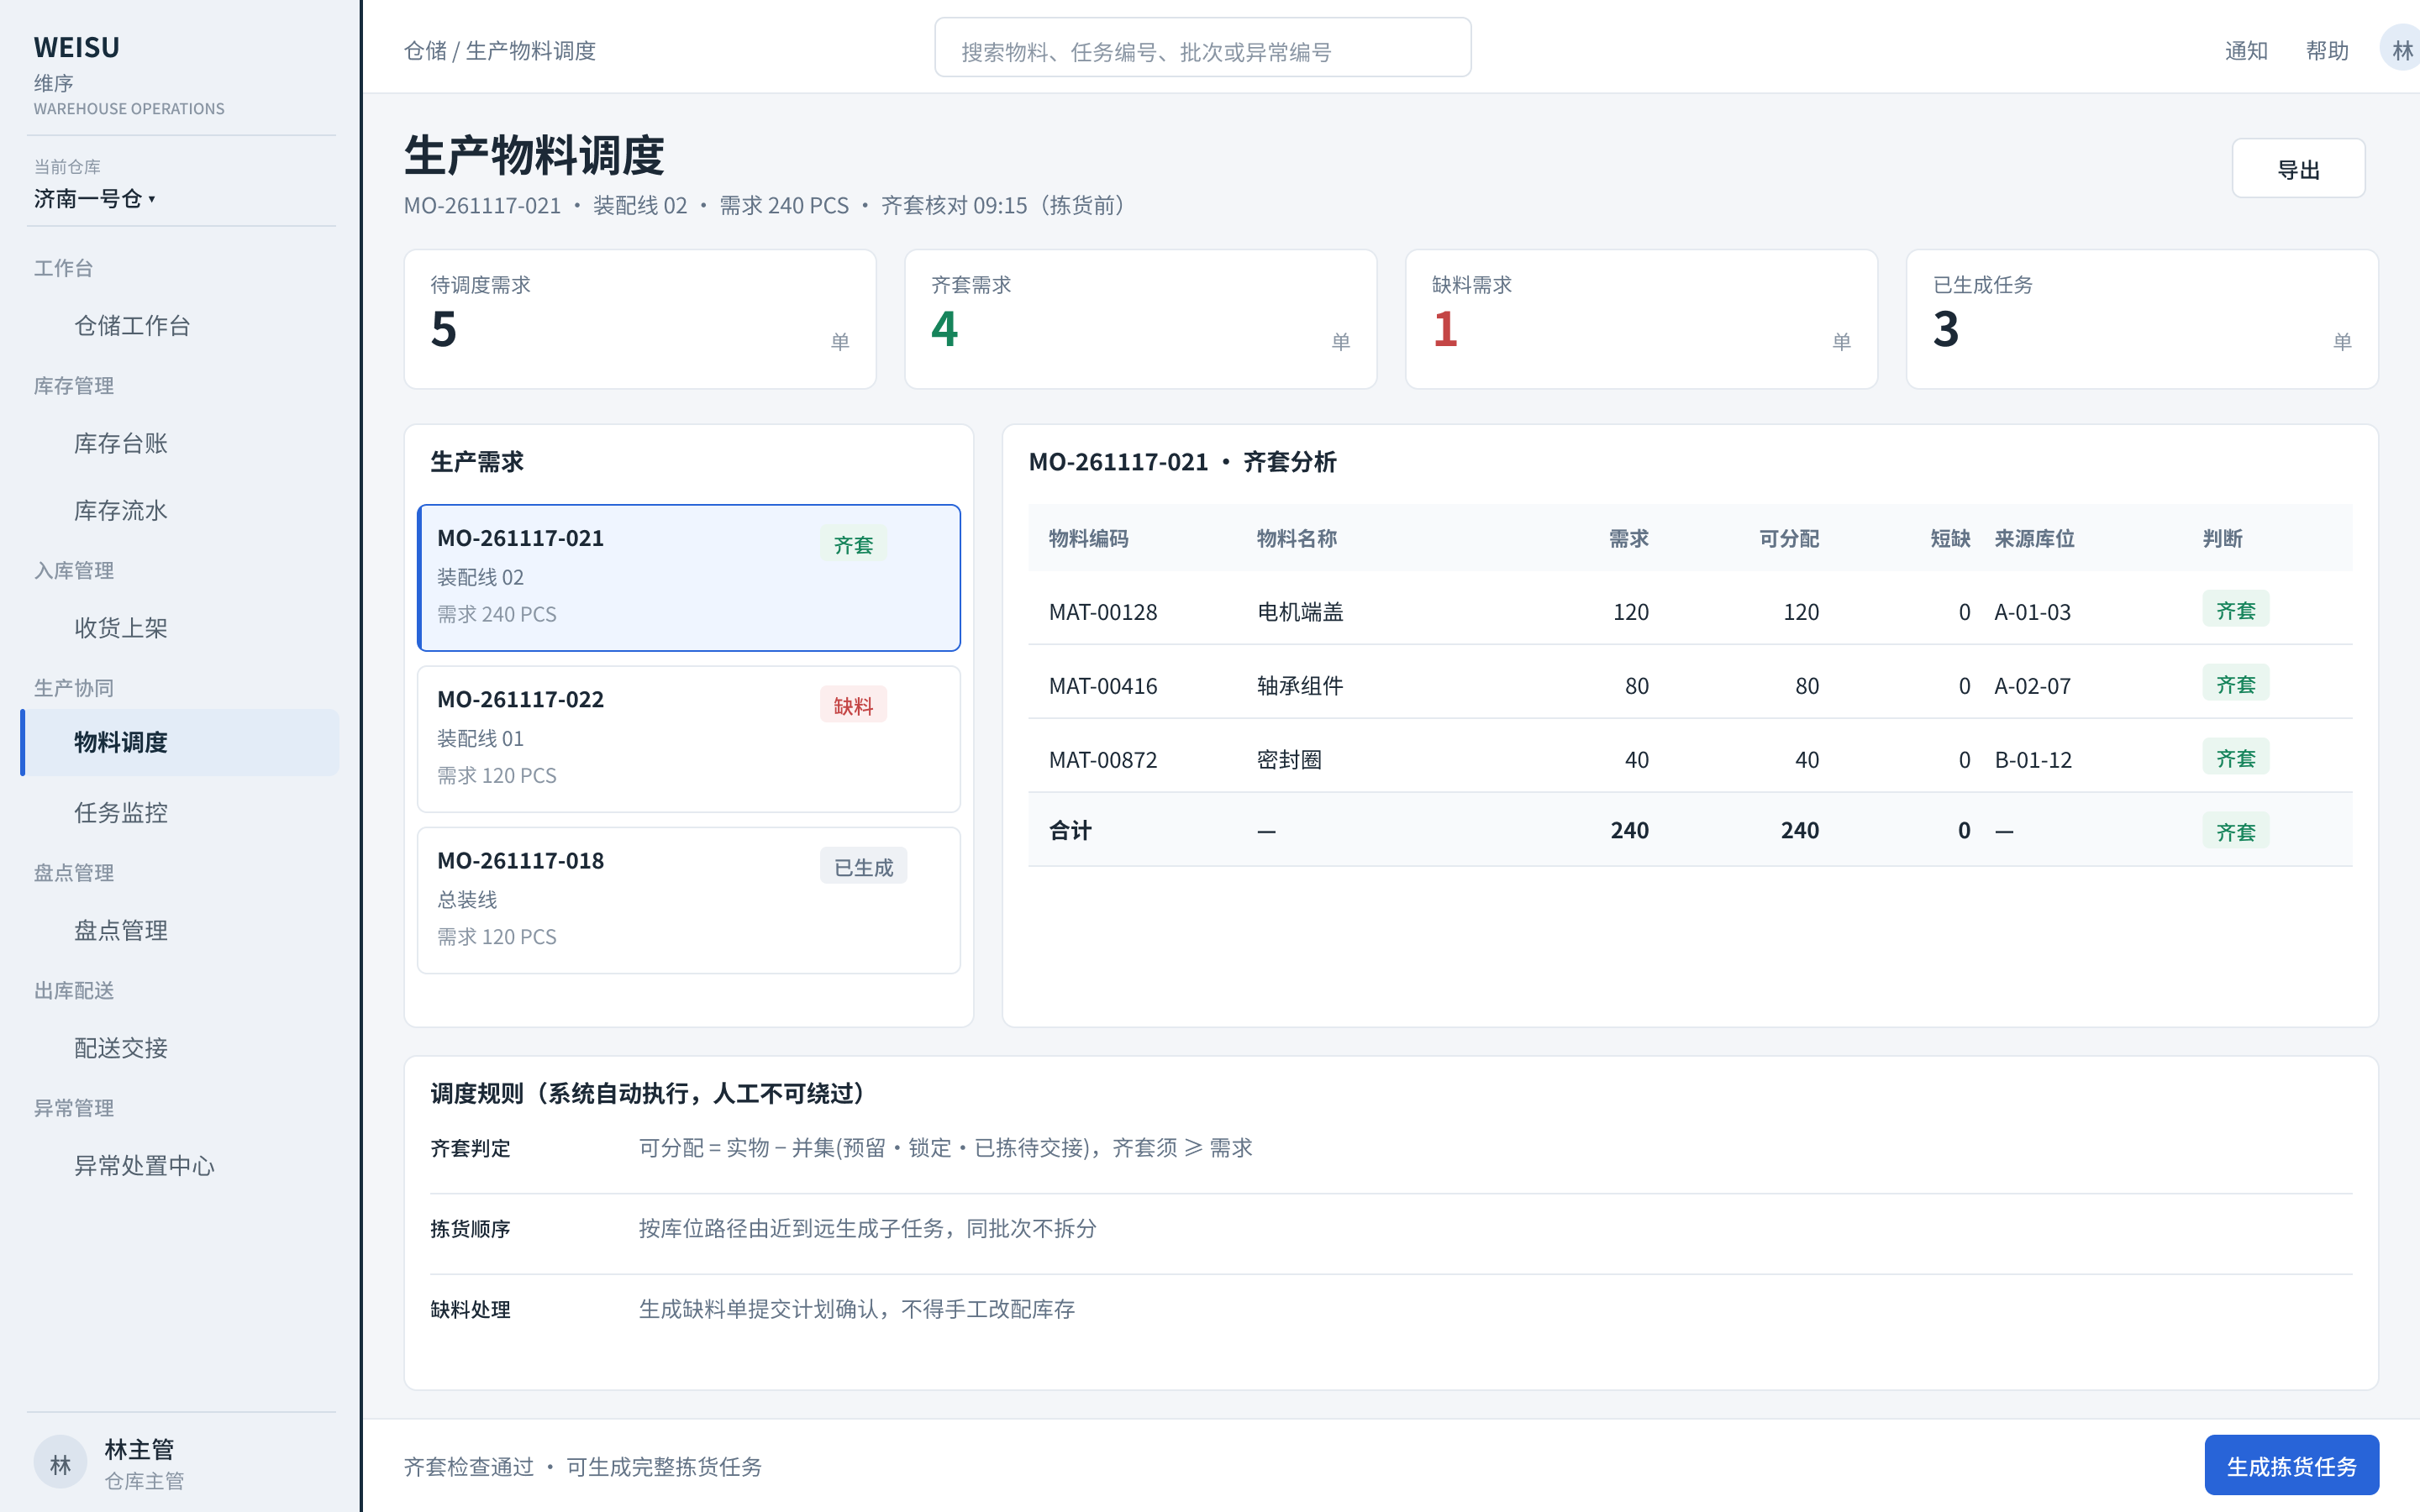 WEISU
维序
WAREHOUSE OPERATIONS
当前仓库
济南一号仓 ▾
工作台
仓储工作台
库存管理
库存台账
库存流水
入库管理
收货上架
生产协同
物料调度
任务监控
盘点管理
盘点管理
出库配送
配送交接
异常管理
异常处置中心
林
林主管
仓库主管
仓储 / 生产物料调度
搜索物料、任务编号、批次或异常编号
通知 帮助 林
生产物料调度
MO-261117-021 · 装配线 02 · 需求 240 PCS · 齐套核对 09:15（拣货前）
导出
待调度需求
5 单
齐套需求
4 单
缺料需求
1 单
已生成任务
3 单
生产需求
MO-261117-021 齐套
装配线 02
需求 240 PCS
MO-261117-022 缺料
装配线 01
需求 120 PCS
MO-261117-018 已生成
总装线
需求 120 PCS
MO-261117-021 · 齐套分析
物料编码 物料名称 需求 可分配 短缺 来源库位 判断
MAT-00128 电机端盖 120 120 0 A-01-03 齐套
MAT-00416 轴承组件 80 80 0 A-02-07 齐套
MAT-00872 密封圈 40 40 0 B-01-12 齐套
合计 — 240 240 0 — 齐套
调度规则（系统自动执行，人工不可绕过）
齐套判定 可分配 = 实物 − 并集(预留·锁定·已拣待交接)，齐套须 ≥ 需求
拣货顺序 按库位路径由近到远生成子任务，同批次不拆分
缺料处理 生成缺料单提交计划确认，不得手工改配库存
齐套检查通过 · 可生成完整拣货任务
生成拣货任务